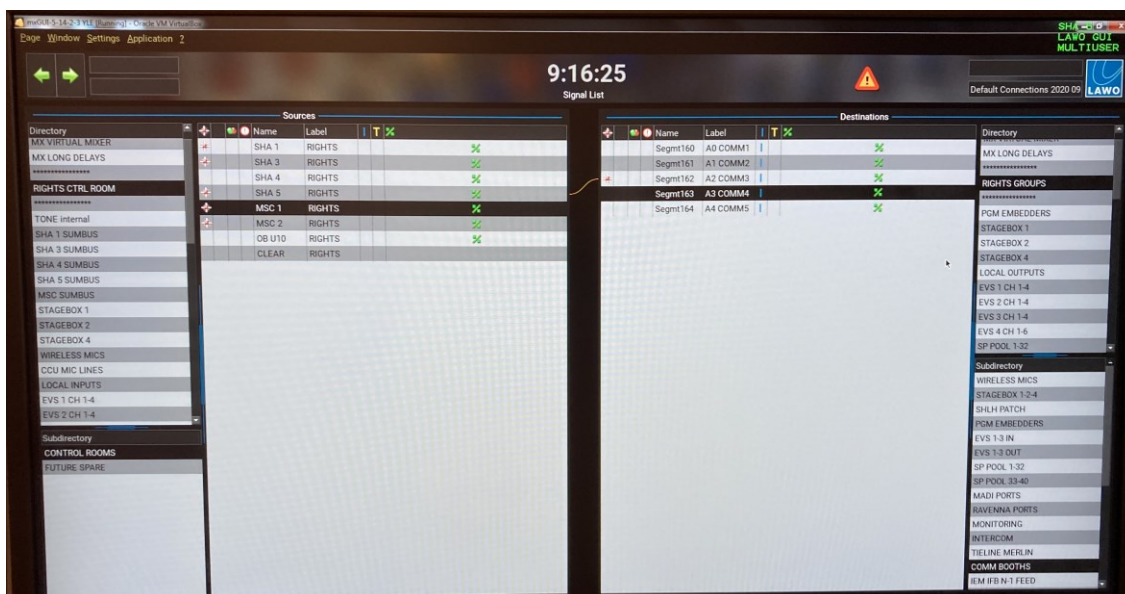 mxGUI-5-14-2-3 YLE [Running] - Oracle VM VirtualBox
Page Window Settings Application ?
LAWO GUI
MULTIUSER
9:16:25
Signal List
Default Connections 2020 09
LAWO
Sources
Directory
MX VIRTUAL MIXER
MX LONG DELAYS
****************
RIGHTS CTRL ROOM
****************
TONE internal
SHA 1 SUMBUS
SHA 3 SUMBUS
SHA 4 SUMBUS
SHA 5 SUMBUS
MSC SUMBUS
STAGEBOX 1
STAGEBOX 2
STAGEBOX 4
WIRELESS MICS
CCU MIC LINES
LOCAL INPUTS
EVS 1 CH 1-4
EVS 2 CH 1-4
Subdirectory
CONTROL ROOMS
FUTURE SPARE
Name Label I T
SHA 1 RIGHTS
SHA 3 RIGHTS
SHA 4 RIGHTS
SHA 5 RIGHTS
MSC 1 RIGHTS
MSC 2 RIGHTS
OB U10 RIGHTS
CLEAR RIGHTS
Destinations
Name Label I T
Segmt160 A0 COMM1 I
Segmt161 A1 COMM2 I
Segmt162 A2 COMM3 I
Segmt163 A3 COMM4 I
Segmt164 A4 COMM5 I
Directory
MX VIRTUAL MIXER
MX LONG DELAYS
****************
RIGHTS GROUPS
****************
PGM EMBEDDERS
STAGEBOX 1
STAGEBOX 2
STAGEBOX 4
LOCAL OUTPUTS
EVS 1 CH 1-4
EVS 2 CH 1-4
EVS 3 CH 1-4
EVS 4 CH 1-6
SP POOL 1-32
Subdirectory
WIRELESS MICS
STAGEBOX 1-2-4
SHLH PATCH
PGM EMBEDDERS
EVS 1-3 IN
EVS 1-3 OUT
SP POOL 1-32
SP POOL 33-40
MADI PORTS
RAVENNA PORTS
MONITORING
INTERCOM
TIELINE MERLIN
COMM BOOTHS
IEM IFB N-1 FEED